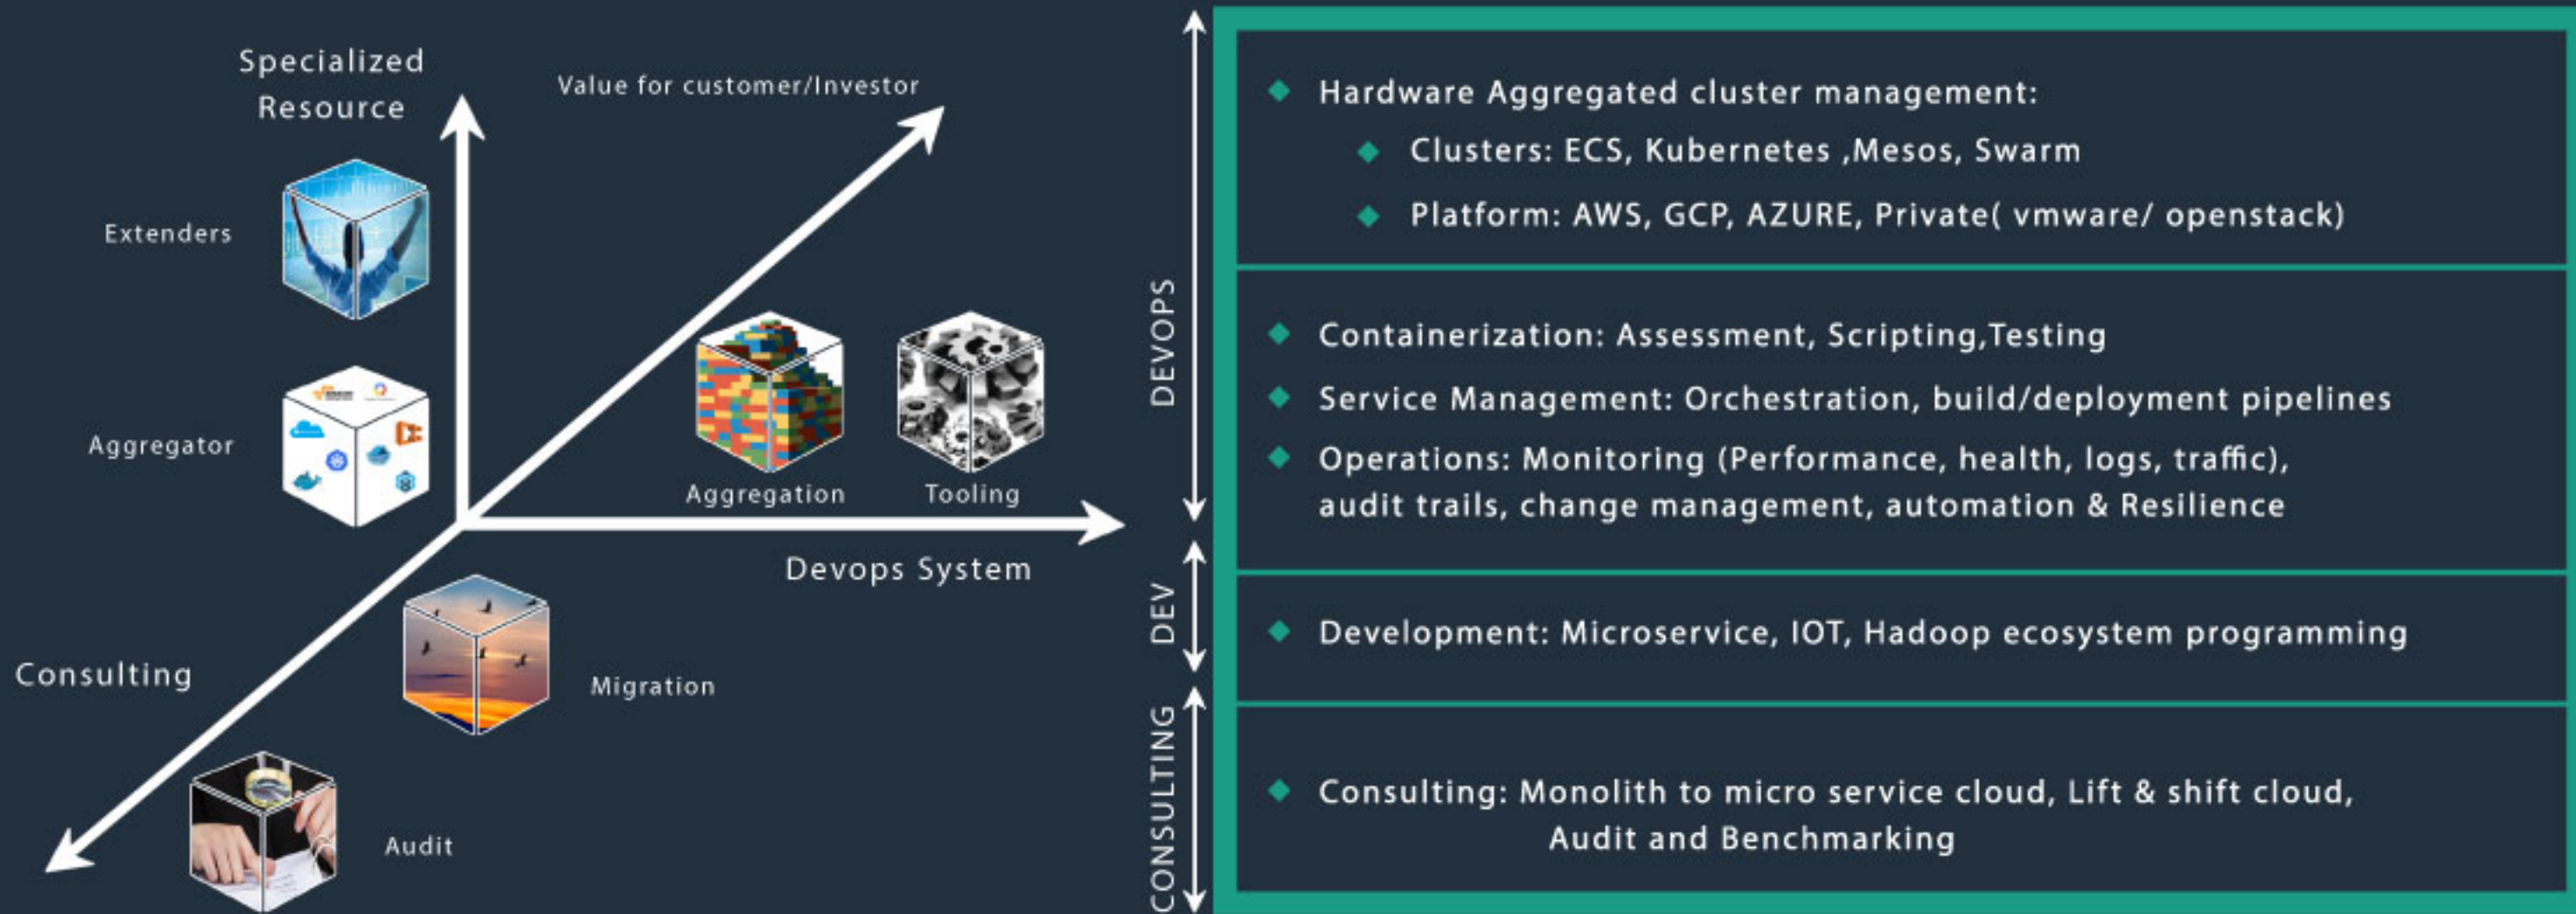 Specialized
Resource
Value for customer/Investor
Extenders
Aggregator
Aggregation
Tooling
Devops System
Consulting
Migration
Audit
DEVOPS
DEV
CONSULTING
Hardware Aggregated cluster management:
Clusters: ECS, Kubernetes ,Mesos, Swarm
Platform: AWS, GCP, AZURE, Private( vmware/ openstack)
Containerization: Assessment, Scripting,Testing
Service Management: Orchestration, build/deployment pipelines
Operations: Monitoring (Performance, health, logs, traffic),
audit trails, change management, automation & Resilience
Development: Microservice, IOT, Hadoop ecosystem programming
Consulting: Monolith to micro service cloud, Lift & shift cloud,
Audit and Benchmarking